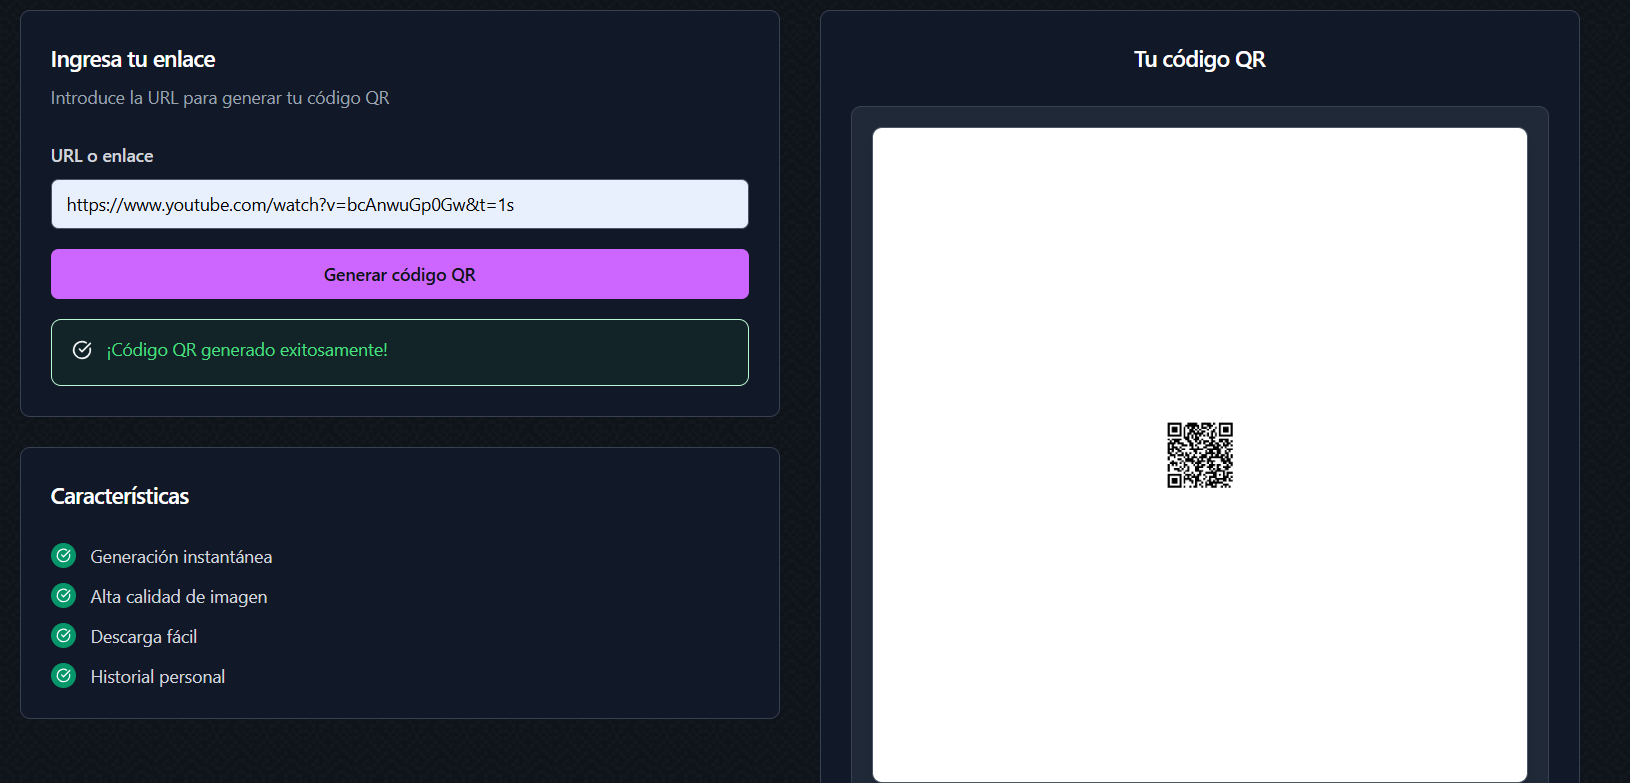 Ingresa tu enlace
Introduce la URL para generar tu código QR
URL o enlace
https://www.youtube.com/watch?v=bcAnwuGp0Gw&t=1s
Generar código QR
¡Código QR generado exitosamente!
Características
Generación instantánea
Alta calidad de imagen
Descarga fácil
Historial personal
Tu código QR